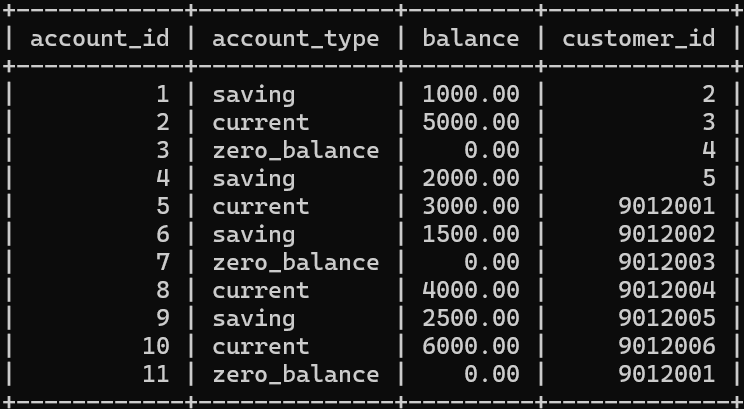 +------------+--------------+---------+-------------+
| account_id | account_type | balance | customer_id |
+------------+--------------+---------+-------------+
|          1 | saving       | 1000.00 |           2 |
|          2 | current      | 5000.00 |           3 |
|          3 | zero_balance |    0.00 |           4 |
|          4 | saving       | 2000.00 |           5 |
|          5 | current      | 3000.00 |     9012001 |
|          6 | saving       | 1500.00 |     9012002 |
|          7 | zero_balance |    0.00 |     9012003 |
|          8 | current      | 4000.00 |     9012004 |
|          9 | saving       | 2500.00 |     9012005 |
|         10 | current      | 6000.00 |     9012006 |
|         11 | zero_balance |    0.00 |     9012001 |
+------------+--------------+---------+-------------+